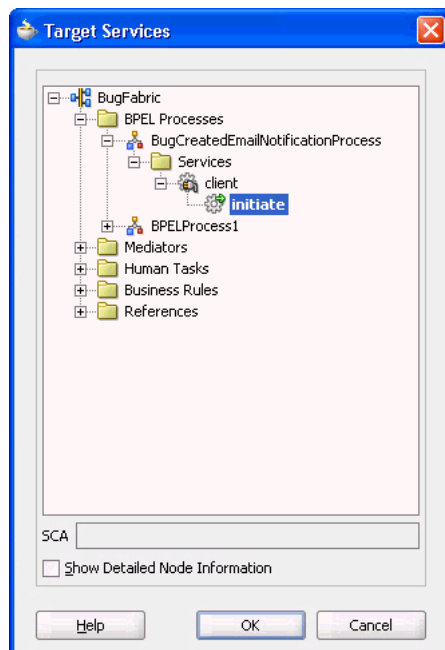 Target Services
BugFabric
BPEL Processes
BugCreatedEmailNotificationProcess
Services
client
initiate
BPELProcess1
Mediators
Human Tasks
Business Rules
References
SCA
Show Detailed Node Information
Help
OK
Cancel